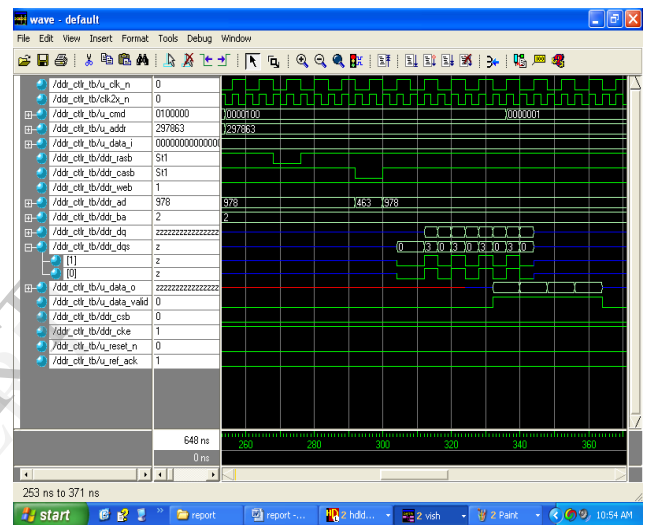 wave - default
File Edit View Insert Format Tools Debug Window
/ddr_ctlr_tb/u_clk_n 0
/ddr_ctlr_tb/clk2x_n 0
/ddr_ctlr_tb/u_cmd 0100000 0000100 0000001
/ddr_ctlr_tb/u_addr 297863 297863
/ddr_ctlr_tb/u_data_i 00000000000000
/ddr_ctlr_tb/ddr_rasb St1
/ddr_ctlr_tb/ddr_casb St1
/ddr_ctlr_tb/ddr_web 1
/ddr_ctlr_tb/ddr_ad 978 978 463 978
/ddr_ctlr_tb/ddr_ba 2 2
/ddr_ctlr_tb/ddr_dq zzzzzzzzzzzzzzzz
/ddr_ctlr_tb/ddr_dqs z 0 3 0 3 0 3 0 3 0
[1] z
[0] z
/ddr_ctlr_tb/u_data_o zzzzzzzzzzzzzzzz
/ddr_ctlr_tb/u_data_valid 0
/ddr_ctlr_tb/ddr_csb 0
/ddr_ctlr_tb/ddr_cke 1
/ddr_ctlr_tb/u_reset_n 0
/ddr_ctlr_tb/u_ref_ack 1
648 ns 260 280 300 320 340 360
0 ns
253 ns to 371 ns
start report report -... 2 hdld... 2 vish 2 Paint 10:54 AM